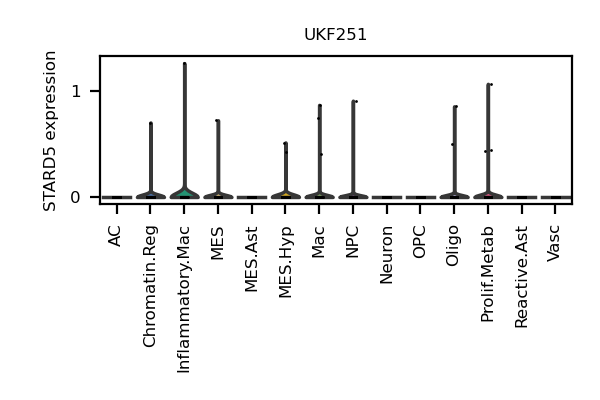 UKF251
STARD5 expression
1
0
AC
Chromatin.Reg
Inflammatory.Mac
MES
MES.Ast
MES.Hyp
Mac
NPC
Neuron
OPC
Oligo
Prolif.Metab
Reactive.Ast
Vasc